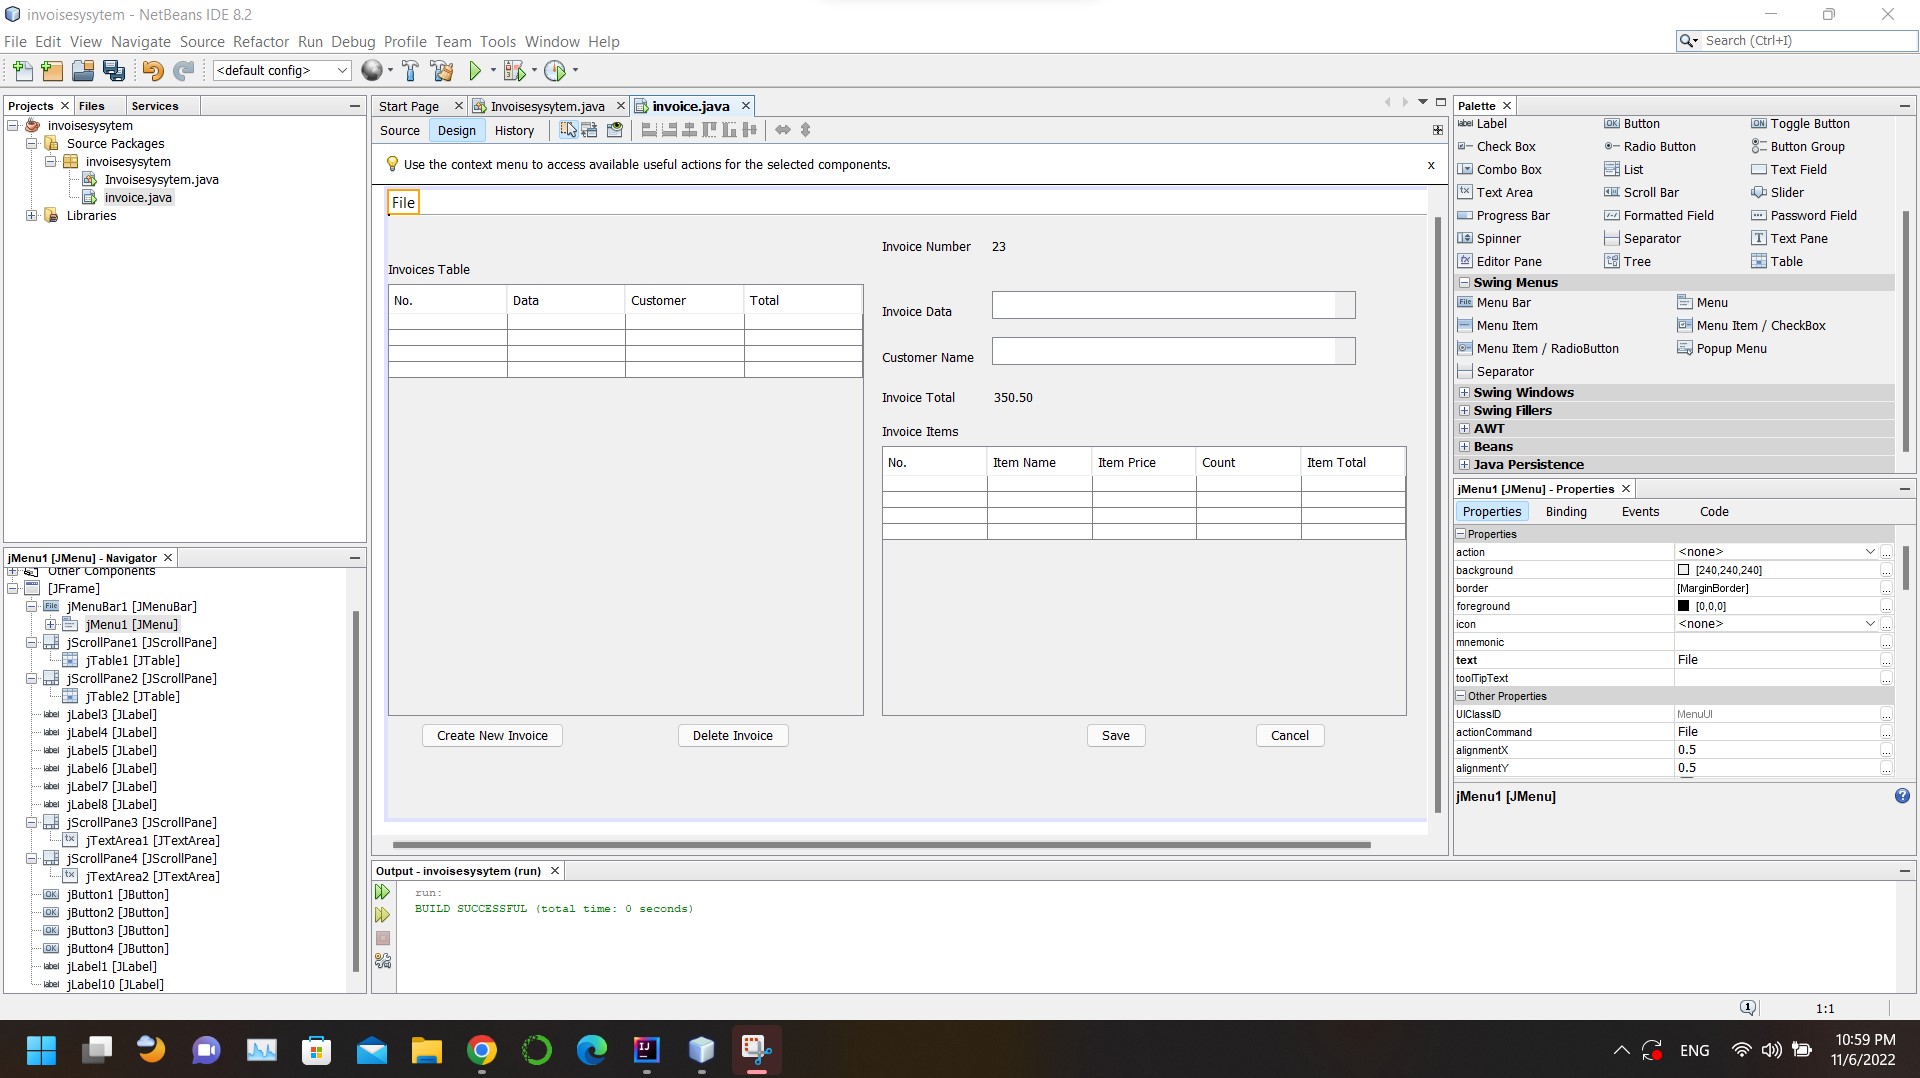 invoisesysytem - NetBeans IDE 8.2
File Edit View Navigate Source Refactor Run Debug Profile Team Tools Window Help
Search (Ctrl+I)
<default config>
Projects Files Services
invoisesysytem
Source Packages
invoisesysytem
Invoisesysytem.java
invoice.java
Libraries
jMenu1 [JMenu] - Navigator
Other Components
[JFrame]
jMenuBar1 [JMenuBar]
jMenu1 [JMenu]
jScrollPane1 [JScrollPane]
jTable1 [JTable]
jScrollPane2 [JScrollPane]
jTable2 [JTable]
jLabel3 [JLabel]
jLabel4 [JLabel]
jLabel5 [JLabel]
jLabel6 [JLabel]
jLabel7 [JLabel]
jLabel8 [JLabel]
jScrollPane3 [JScrollPane]
jTextArea1 [JTextArea]
jScrollPane4 [JScrollPane]
jTextArea2 [JTextArea]
jButton1 [JButton]
jButton2 [JButton]
jButton3 [JButton]
jButton4 [JButton]
jLabel1 [JLabel]
jLabel10 [JLabel]
Start Page Invoisesysytem.java invoice.java
Source Design History
Use the context menu to access available useful actions for the selected components. x
File
Invoice Number 23
Invoices Table
No. Data Customer Total
Invoice Data
Customer Name
Invoice Total 350.50
Invoice Items
No. Item Name Item Price Count Item Total
Create New Invoice Delete Invoice Save Cancel
Output - invoisesysytem (run)
run:
BUILD SUCCESSFUL (total time: 0 seconds)
Palette
Label Button Toggle Button
Check Box Radio Button Button Group
Combo Box List Text Field
Text Area Scroll Bar Slider
Progress Bar Formatted Field Password Field
Spinner Separator Text Pane
Editor Pane Tree Table
Swing Menus
Menu Bar Menu
Menu Item Menu Item / CheckBox
Menu Item / RadioButton Popup Menu
Separator
Swing Windows
Swing Fillers
AWT
Beans
Java Persistence
jMenu1 [JMenu] - Properties
Properties Binding Events Code
Properties
action <none>
background [240,240,240]
border [MarginBorder]
foreground [0,0,0]
icon <none>
mnemonic
text File
toolTipText
Other Properties
UIClassID MenuUI
actionCommand File
alignmentX 0.5
alignmentY 0.5
jMenu1 [JMenu]
1:1
ENG
10:59 PM
11/6/2022